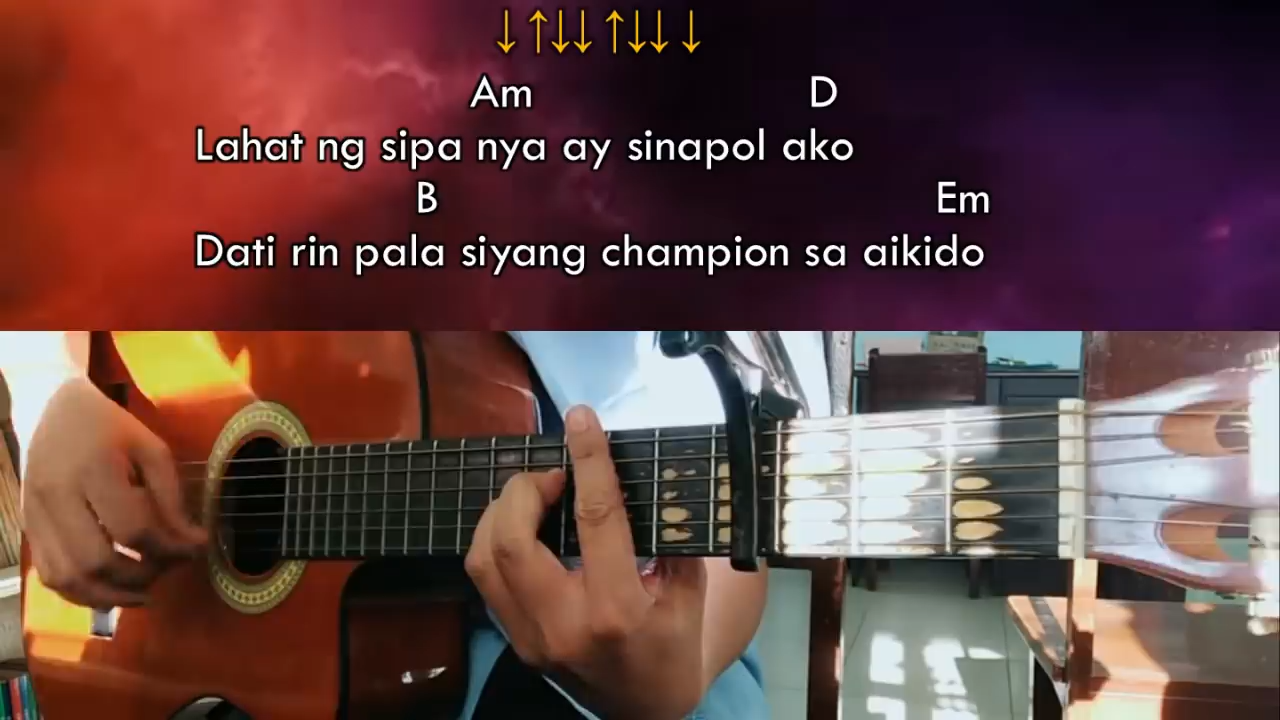 ↓↑↓↓↑↓↓ ↓
Am D
Lahat ng sipa nya ay sinapol ako
B Em
Dati rin pala siyang champion sa aikido